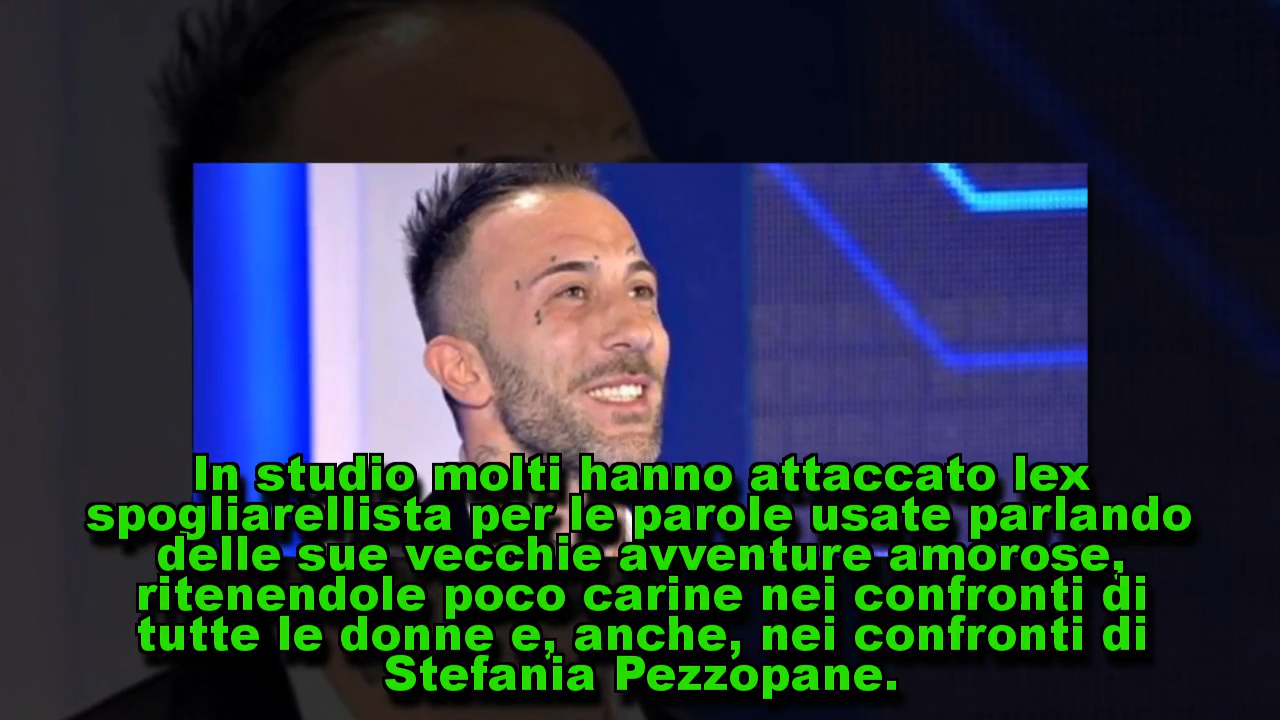 In studio molti hanno attaccato lex
spogliarellista per le parole usate parlando
delle sue vecchie avventure amorose,
ritenendole poco carine nei confronti di
tutte le donne e, anche, nei confronti di
Stefania Pezzopane.